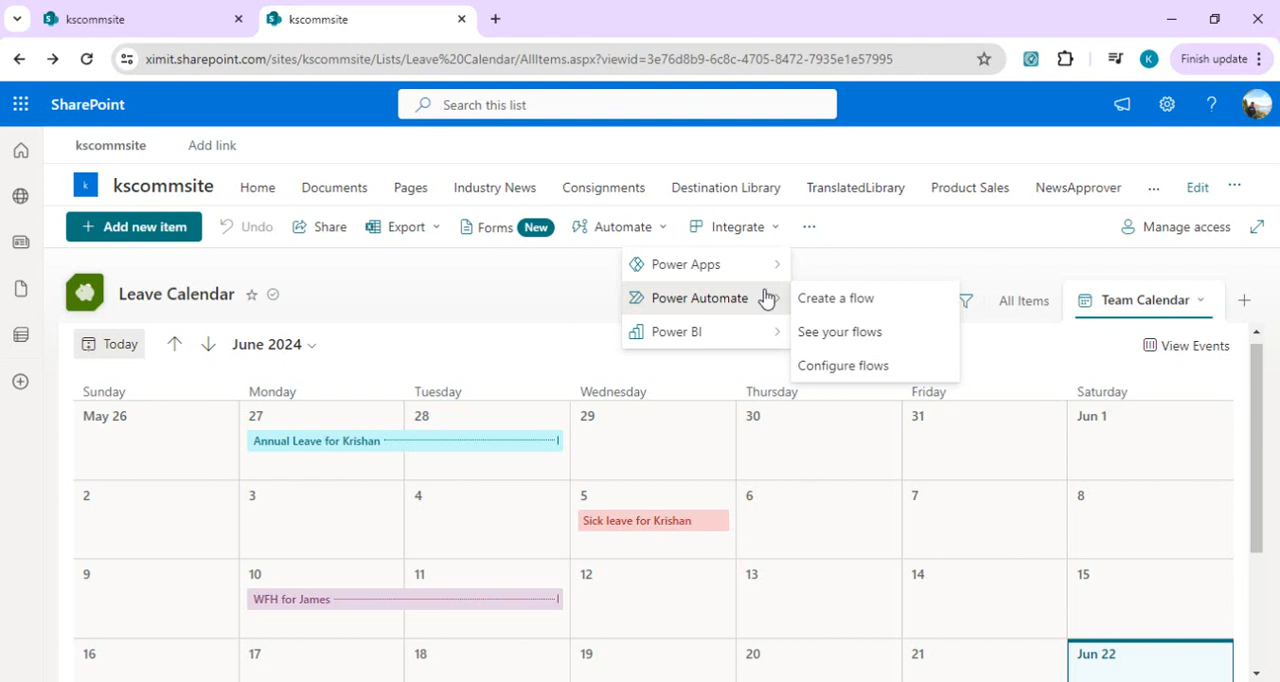 kscommsite
kscommsite
ximit.sharepoint.com/sites/kscommsite/Lists/Leave%20Calendar/AllItems.aspx?viewid=3e76d8b9-6c8c-4705-8472-7935e1e57995
K
Finish update
SharePoint
Search this list
kscommsite Add link
k kscommsite Home Documents Pages Industry News Consignments Destination Library TranslatedLibrary Product Sales NewsApprover ... Edit ...
+ Add new item Undo Share Export Forms New Automate Integrate ... Manage access
Power Apps
Power Automate
Power BI
Create a flow
See your flows
Configure flows
Leave Calendar
All Items Team Calendar
Today June 2024
View Events
Sunday Monday Tuesday Wednesday Thursday Friday Saturday
May 26 27 28 29 30 31 Jun 1
Annual Leave for Krishan
2 3 4 5 6 7 8
Sick leave for Krishan
9 10 11 12 13 14 15
WFH for James
16 17 18 19 20 21 Jun 22